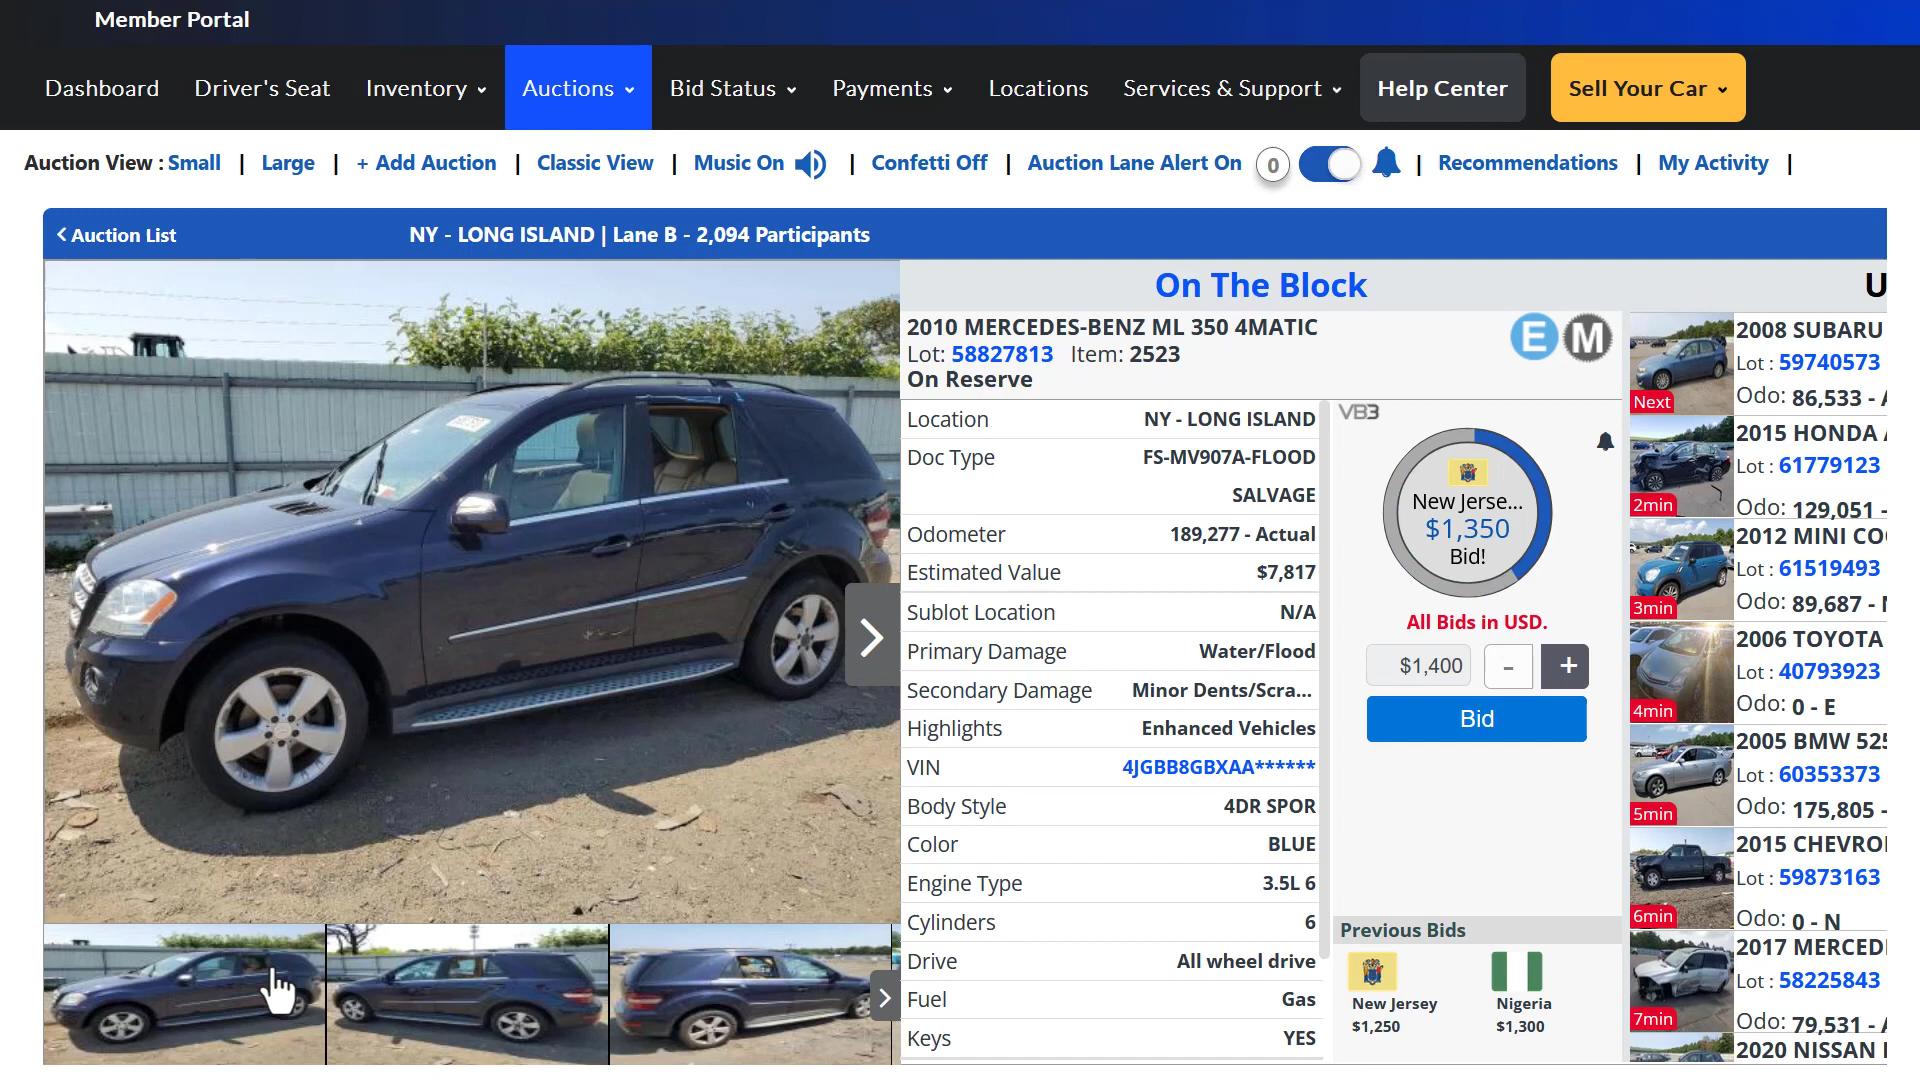 Member Portal
Dashboard Driver's Seat Inventory Auctions Bid Status Payments Locations Services & Support Help Center Sell Your Car
Auction View : Small | Large | + Add Auction | Classic View | Music On | Confetti Off | Auction Lane Alert On 0 | Recommendations | My Activity |
Auction List
NY - LONG ISLAND | Lane B - 2,094 Participants
On The Block
2010 MERCEDES-BENZ ML 350 4MATIC
Lot: 58827813 Item: 2523
On Reserve
E M
Location NY - LONG ISLAND
Doc Type FS-MV907A-FLOOD
SALVAGE
Odometer 189,277 - Actual
Estimated Value $7,817
Sublot Location N/A
Primary Damage Water/Flood
Secondary Damage Minor Dents/Scra...
Highlights Enhanced Vehicles
VIN 4JGBB8GBXAA******
Body Style 4DR SPOR
Color BLUE
Engine Type 3.5L 6
Cylinders 6
Drive All wheel drive
Fuel Gas
Keys YES
VB3
New Jerse...
$1,350
Bid!
All Bids in USD.
$1,400 - +
Bid
Previous Bids
New Jersey Nigeria
$1,250 $1,300
U
2008 SUBARU
Lot : 59740573
Odo: 86,533 - A
Next
2015 HONDA A
Lot : 61779123
Odo: 129,051 -
2min
2012 MINI CO
Lot : 61519493
Odo: 89,687 - N
3min
2006 TOYOTA
Lot : 40793923
Odo: 0 - E
4min
2005 BMW 525
Lot : 60353373
Odo: 175,805 -
5min
2015 CHEVRO
Lot : 59873163
Odo: 0 - N
6min
2017 MERCED
Lot : 58225843
Odo: 79,531 - A
7min
2020 NISSAN